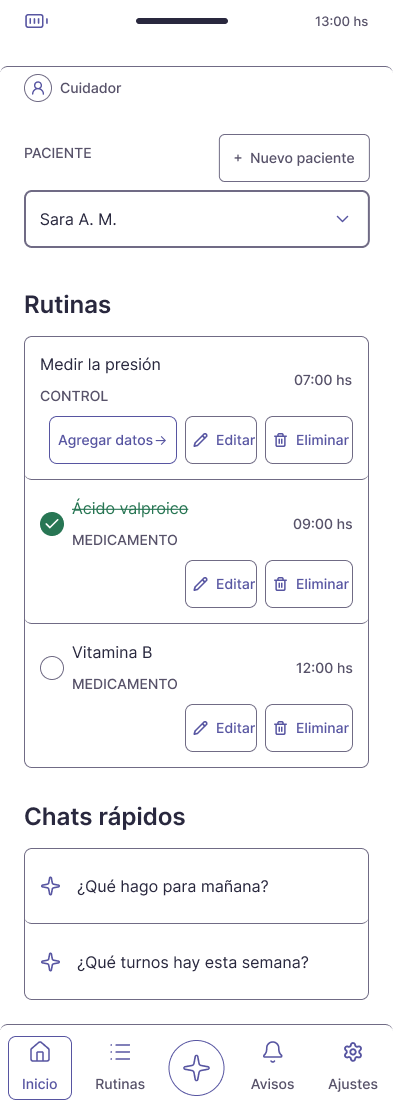 13:00 hs
Cuidador
PACIENTE
+ Nuevo paciente
Sara A. M.
Rutinas
Medir la presión
07:00 hs
CONTROL
Agregar datos→
Editar
Eliminar
Ácido valproico
09:00 hs
MEDICAMENTO
Editar
Eliminar
Vitamina B
12:00 hs
MEDICAMENTO
Editar
Eliminar
Chats rápidos
¿Qué hago para mañana?
¿Qué turnos hay esta semana?
Inicio
Rutinas
Avisos
Ajustes